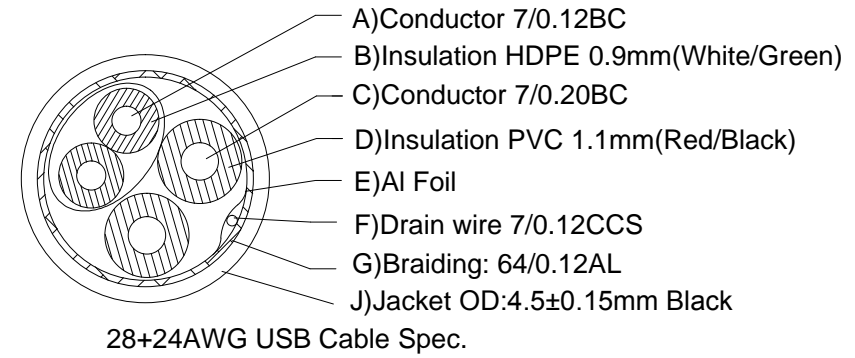 A)Conductor 7/0.12BC
B)Insulation HDPE 0.9mm(White/Green)
C)Conductor 7/0.20BC
D)Insulation PVC 1.1mm(Red/Black)
E)Al Foil
F)Drain wire 7/0.12CCS
G)Braiding: 64/0.12AL
J)Jacket OD:4.5±0.15mm Black
28+24AWG USB Cable Spec.